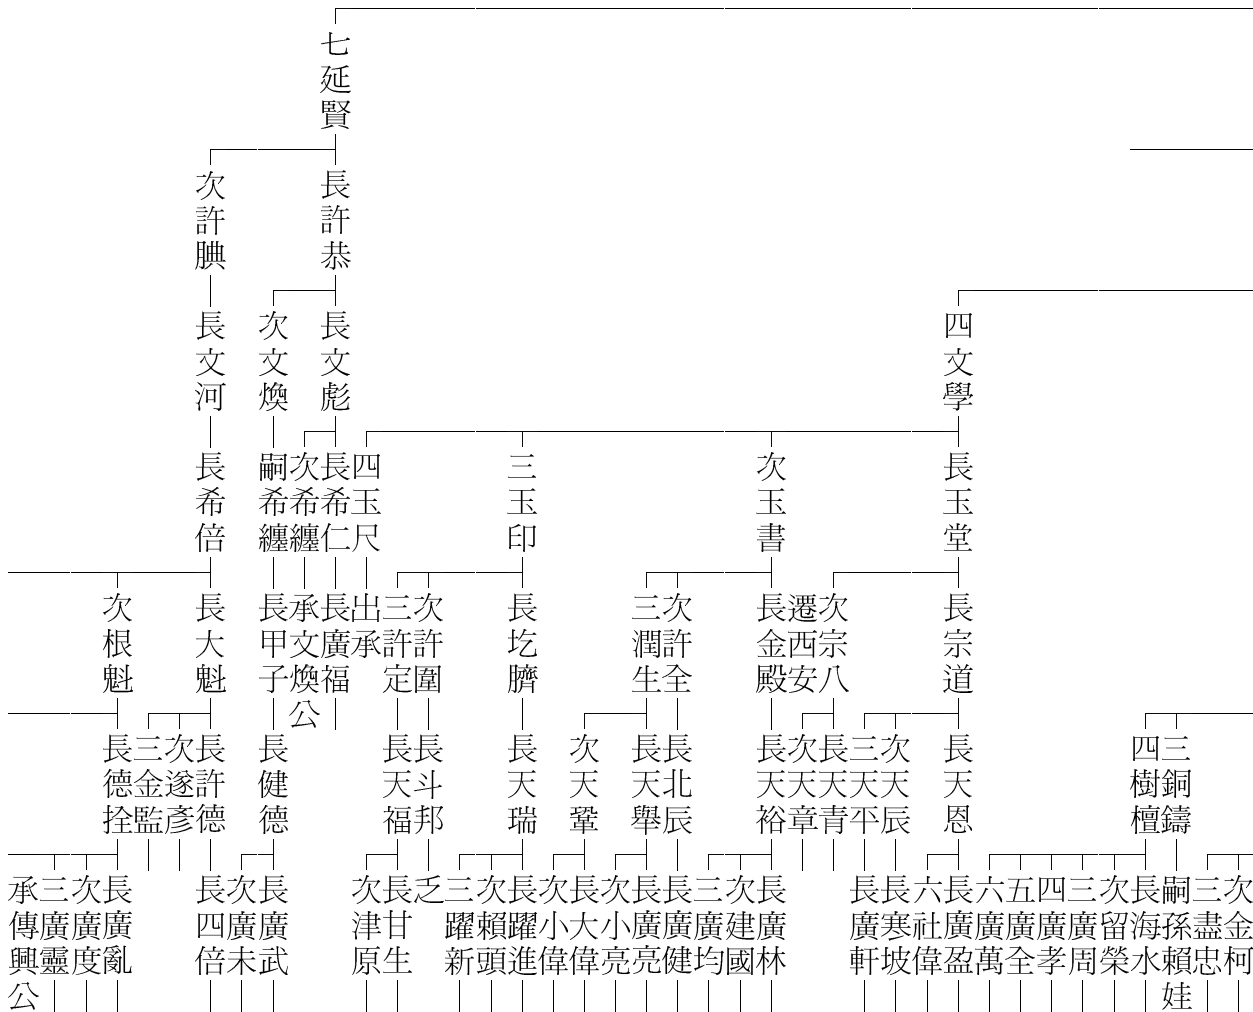 七延賢
長許恭
次許腆
四文學
長文彪
次文煥
長文河
長玉堂
次玉書
三玉印
四玉尺
長希仁
次希纏
嗣希纏
長希倍
長宗道
次宗八
遷西安
長金殿
次許全
三潤生
長圪臍
次許圍
三許定
出承
長廣福
承文煥公
長甲子
長大魁
次根魁
三銅鑄
四樹檀
長天恩
次天辰
三天平
長天青
次天章
長天裕
長北辰
長天舉
次天鞏
長天瑞
長斗邦
長天福
長健德
長許德
次遂彥
三金監
長德拴
次金柯
三盡忠
嗣孫賴娃
長海水
次留榮
三廣周
四廣孝
五廣全
六廣萬
長廣盈
六社偉
長寒坡
長廣軒
長廣林
次建國
三廣均
長廣健
長廣亮
次小亮
長大偉
次小偉
長躍進
次賴頭
三躍新
乏
長甘生
次津原
長廣武
次廣未
長四倍
長廣亂
次廣度
三廣靈
承傳興公